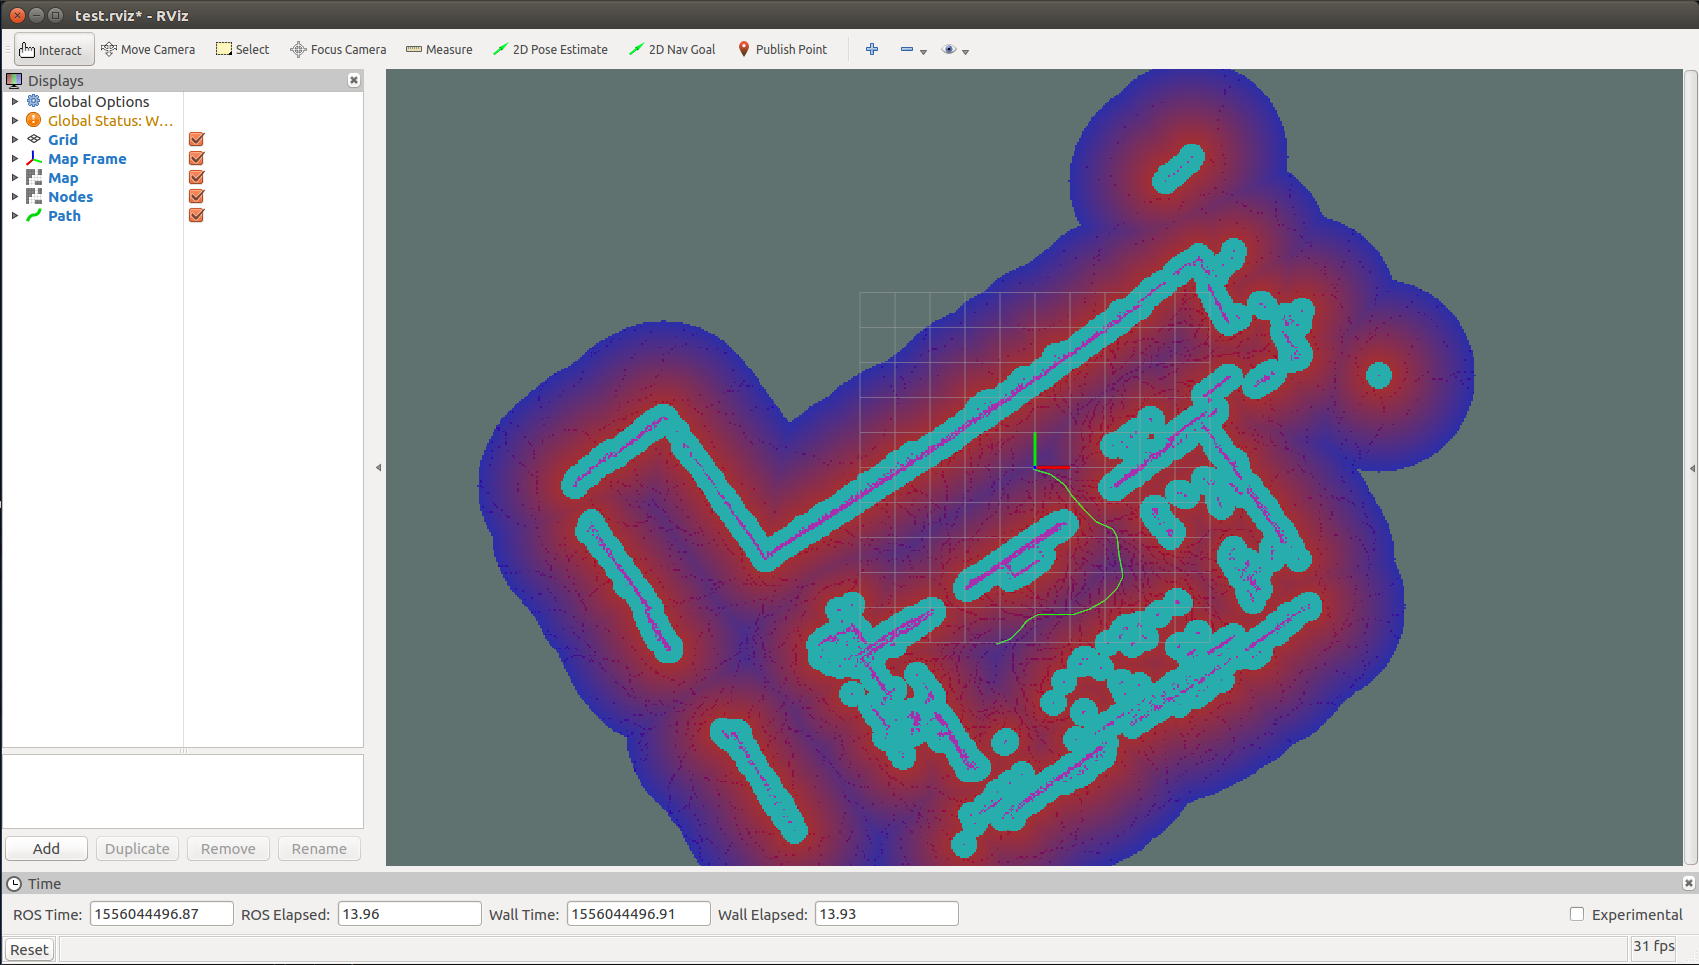 test.rviz* - RViz
Interact Move Camera Select Focus Camera Measure 2D Pose Estimate 2D Nav Goal Publish Point
Displays
Global Options
Global Status: W...
Grid
Map Frame
Map
Nodes
Path
Add Duplicate Remove Rename
Time
ROS Time: 1556044496.87 ROS Elapsed: 13.96 Wall Time: 1556044496.91 Wall Elapsed: 13.93 Experimental
Reset 31 fps